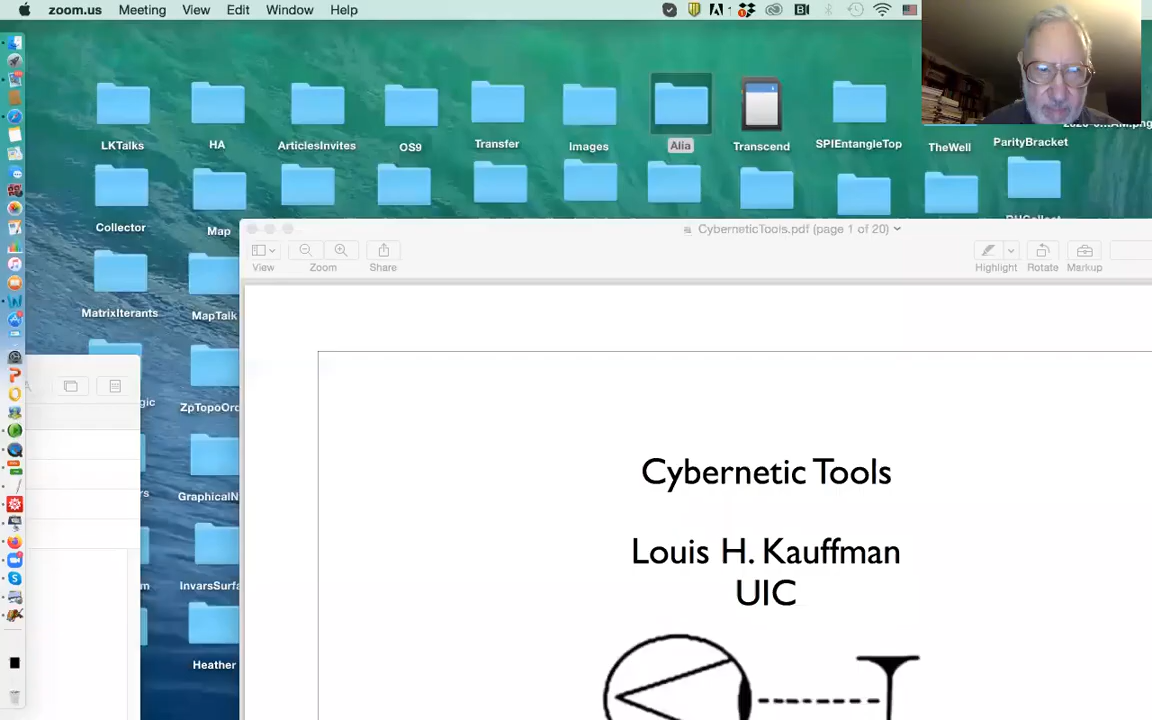 zoom.us Meeting View Edit Window Help
LKTalks HA ArticlesInvites OS9 Transfer Images Alia Transcend SPIEntangleTop TheWell ParityBracket
Collector Map
CyberneticTools.pdf (page 1 of 20)
View Zoom Share Highlight Rotate Markup
MatrixIterants MapTalk
ZpTopoOrd
GraphicalN
InvarsSurfa
Heather
Cybernetic Tools
Louis H. Kauffman
UIC